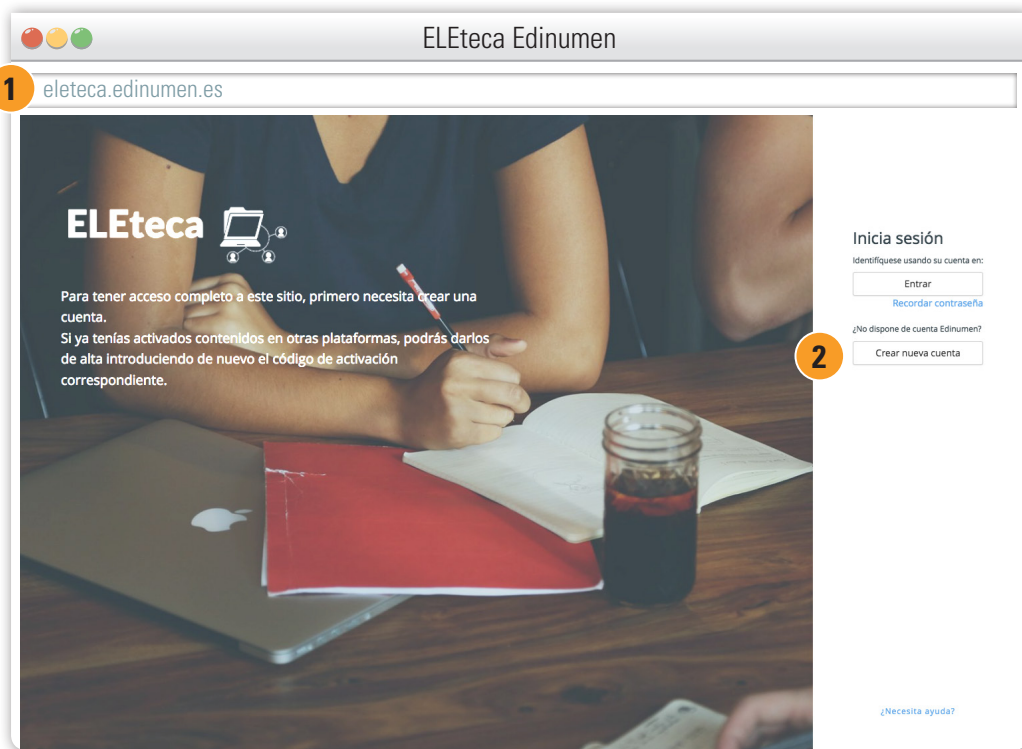 ELEteca Edinumen
1
eleteca.edinumen.es
ELEteca
Para tener acceso completo a este sitio, primero necesita crear una
cuenta.
Si ya tenías activados contenidos en otras plataformas, podrás darlos
de alta introduciendo de nuevo el código de activación
correspondiente.
Inicia sesión
Identifíquese usando su cuenta en:
Entrar
Recordar contraseña
¿No dispone de cuenta Edinumen?
2
Crear nueva cuenta
¿Necesita ayuda?